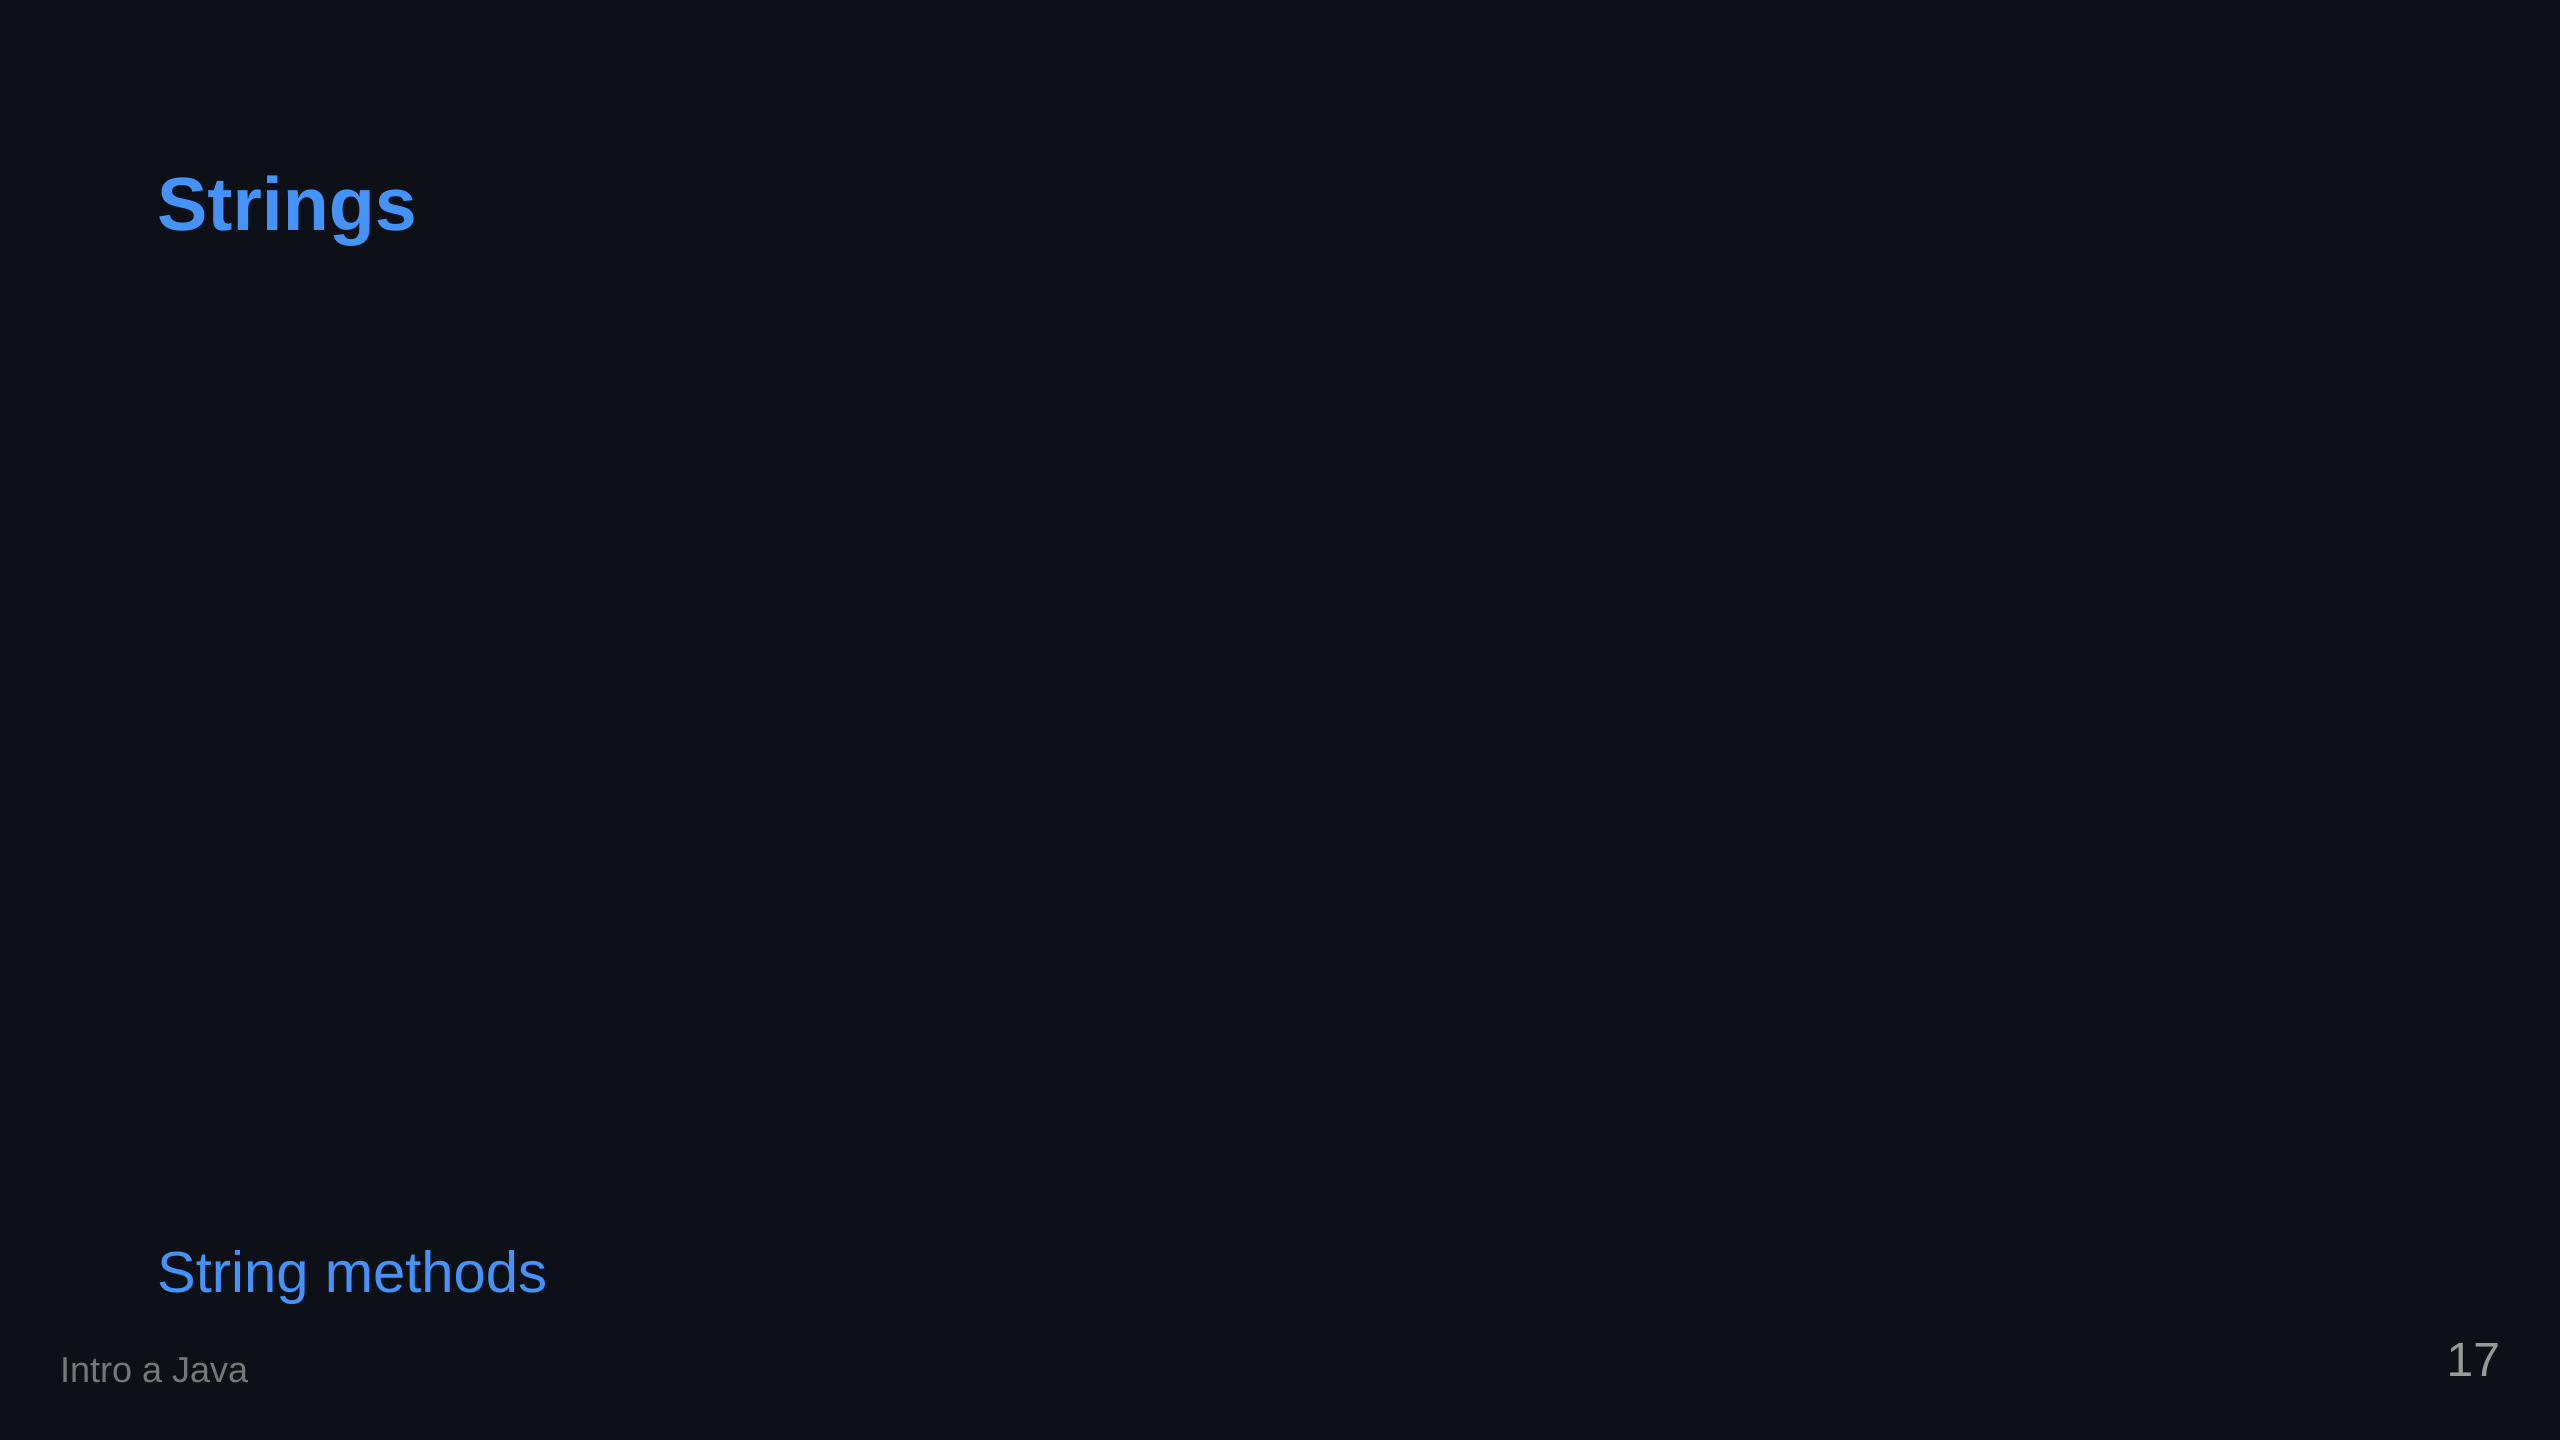 Strings
String methods
Intro a Java
17